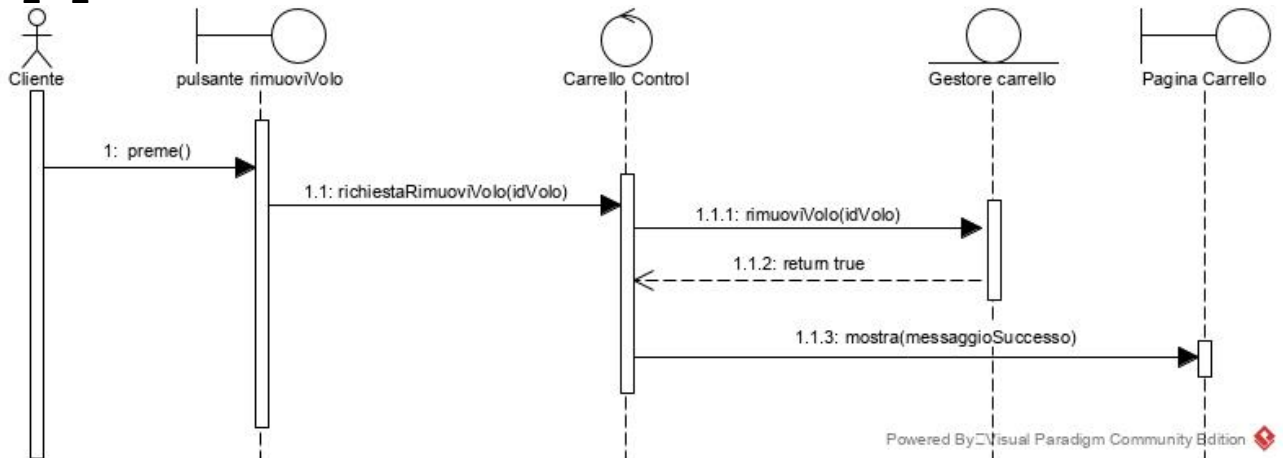 Cliente
pulsante rimuoviVolo
Carrello Control
Gestore carrello
Pagina Carrello
1: preme()
1.1: richiestaRimuoviVolo(idVolo)
1.1.1: rimuoviVolo(idVolo)
1.1.2: return true
1.1.3: mostra(messaggioSuccesso)
Powered By Visual Paradigm Community Edition